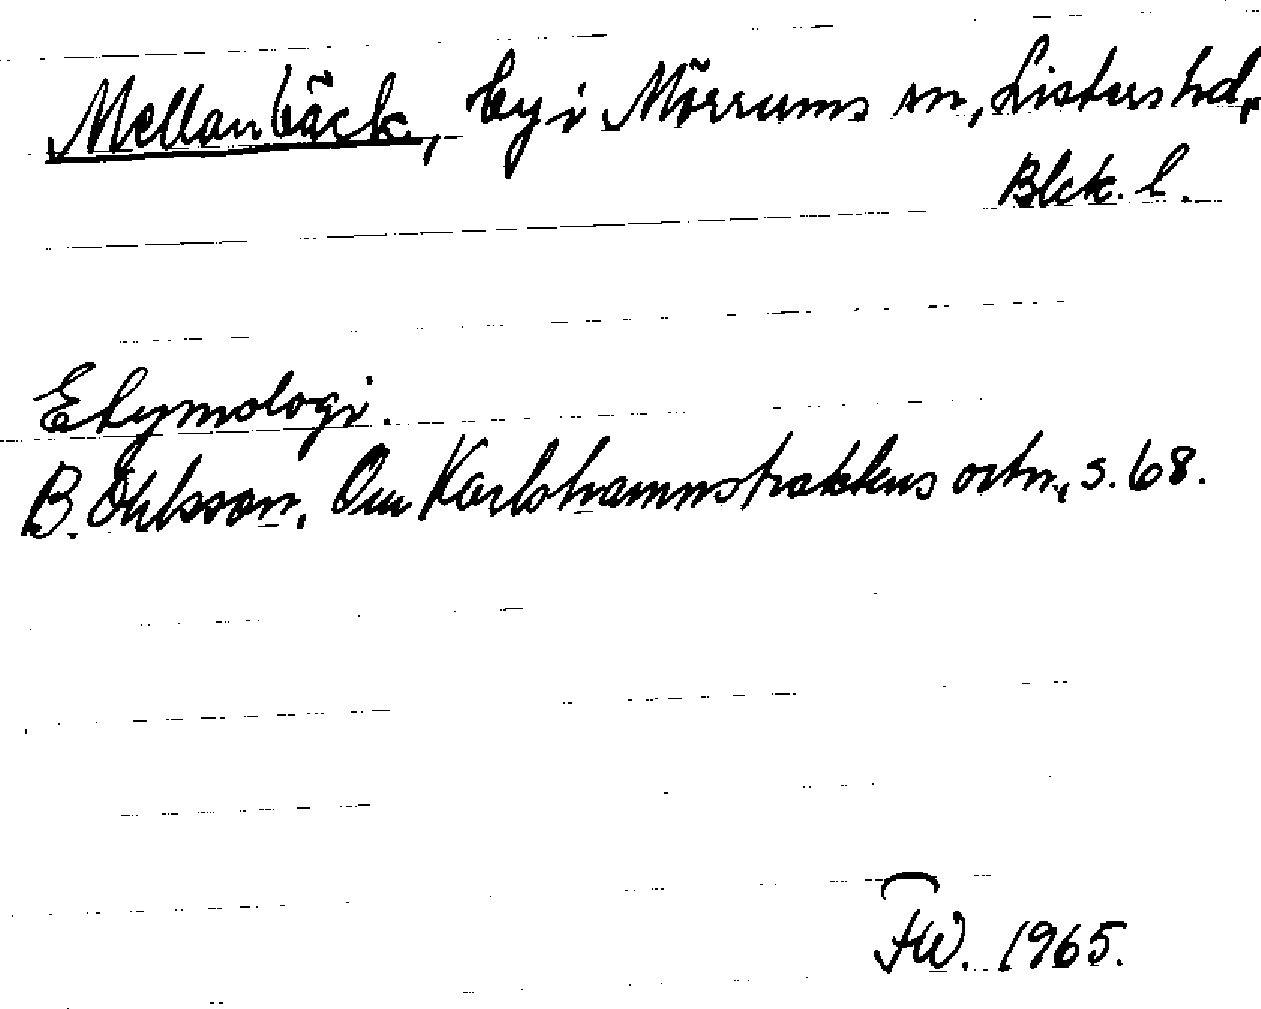 Mellanbäck, by i Mörrums sn, Listers hd,
Blek. l.
Etymologi.
B. Ohlsson, Om Karlshamnstraktens ortn., s. 68.
FW. 1965.